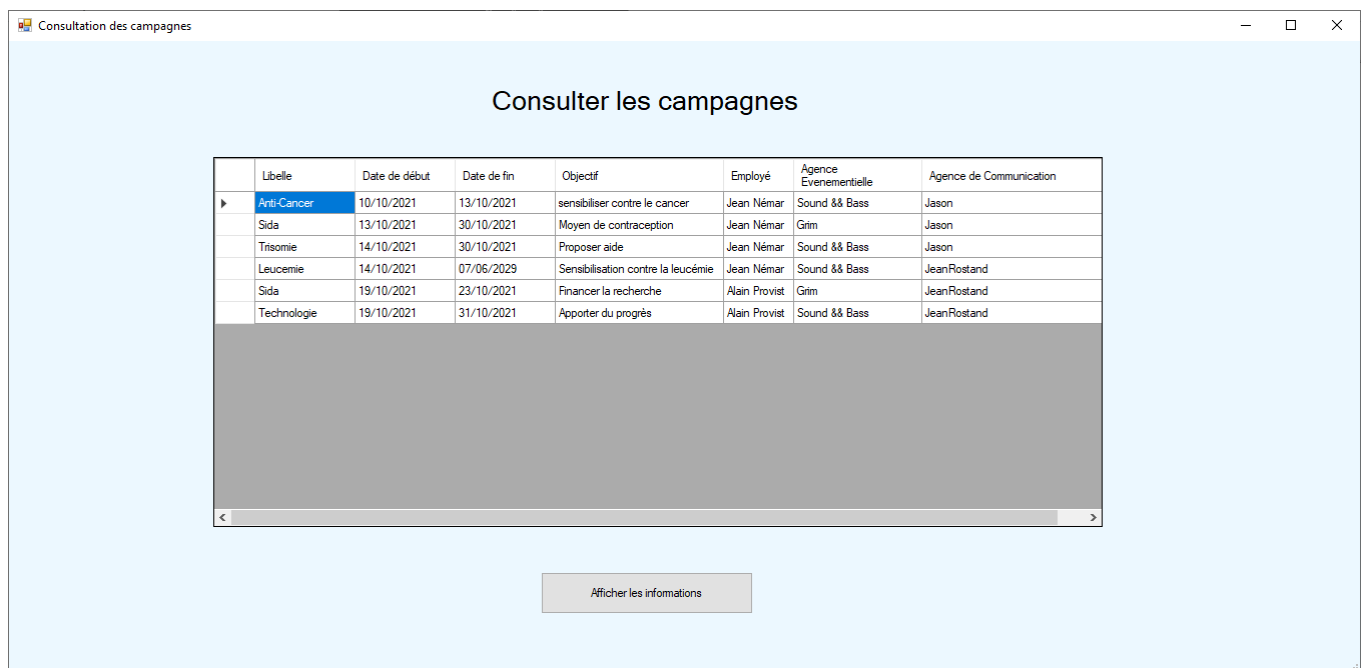 Consultation des campagnes
Consulter les campagnes
Libelle Date de début Date de fin Objectif Employé Agence Evenementielle Agence de Communication
Anti-Cancer 10/10/2021 13/10/2021 sensibiliser contre le cancer Jean Némar Sound && Bass Jason
Sida 13/10/2021 30/10/2021 Moyen de contraception Jean Némar Grim Jason
Trisomie 14/10/2021 30/10/2021 Proposer aide Jean Némar Sound && Bass Jason
Leucemie 14/10/2021 07/06/2029 Sensibilisation contre la leucémie Jean Némar Sound && Bass JeanRostand
Sida 19/10/2021 23/10/2021 Financer la recherche Alain Provist Grim JeanRostand
Technologie 19/10/2021 31/10/2021 Apporter du progrès Alain Provist Sound && Bass JeanRostand
Afficher les informations